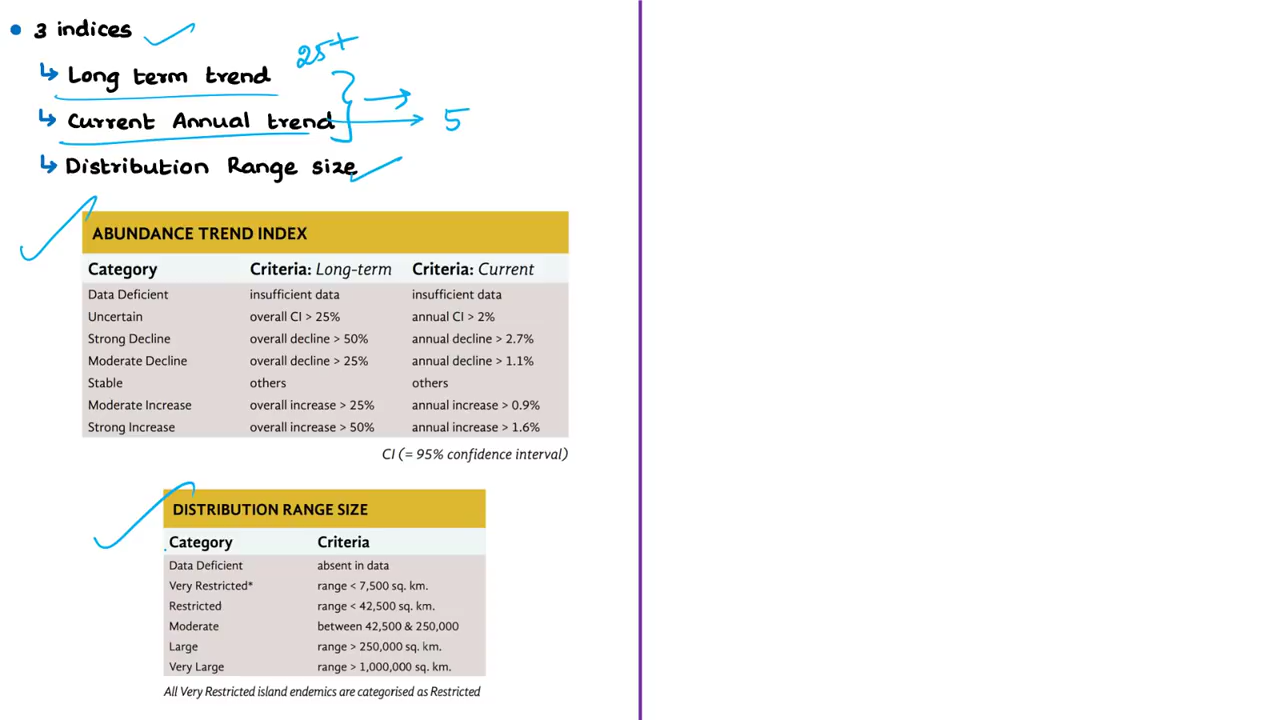 3 indices
25+
Long term trend
Current Annual trend
5
Distribution Range size
ABUNDANCE TREND INDEX
Category Criteria: Long-term Criteria: Current
Data Deficient insufficient data insufficient data
Uncertain overall CI > 25% annual CI > 2%
Strong Decline overall decline > 50% annual decline > 2.7%
Moderate Decline overall decline > 25% annual decline > 1.1%
Stable others others
Moderate Increase overall increase > 25% annual increase > 0.9%
Strong Increase overall increase > 50% annual increase > 1.6%
CI (= 95% confidence interval)
DISTRIBUTION RANGE SIZE
Category Criteria
Data Deficient absent in data
Very Restricted* range < 7,500 sq. km.
Restricted range < 42,500 sq. km.
Moderate between 42,500 & 250,000
Large range > 250,000 sq. km.
Very Large range > 1,000,000 sq. km.
All Very Restricted island endemics are categorised as Restricted